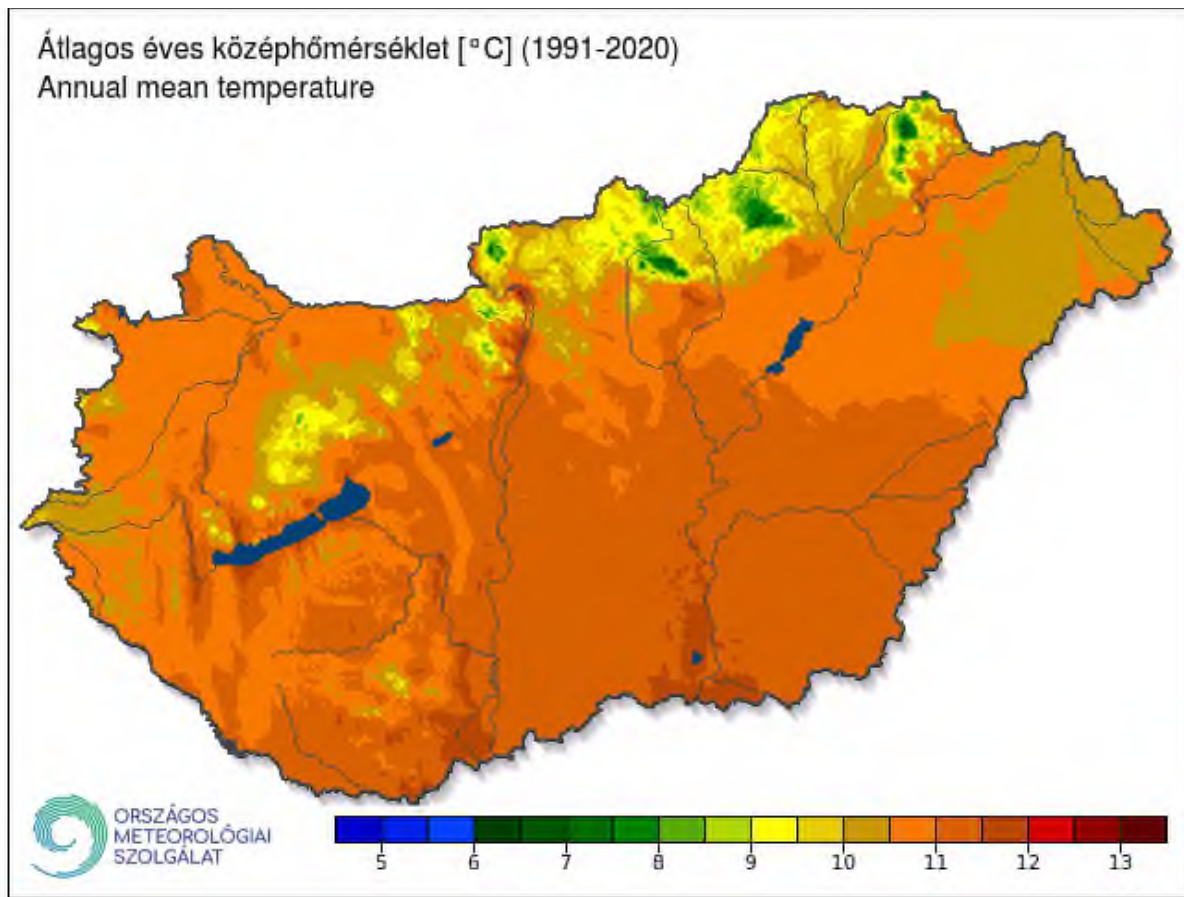 Átlagos éves középhőmérséklet [°C] (1991-2020)
Annual mean temperature
ORSZÁGOS
METEOROLÓGIAI
SZOLGÁLAT
5 6 7 8 9 10 11 12 13